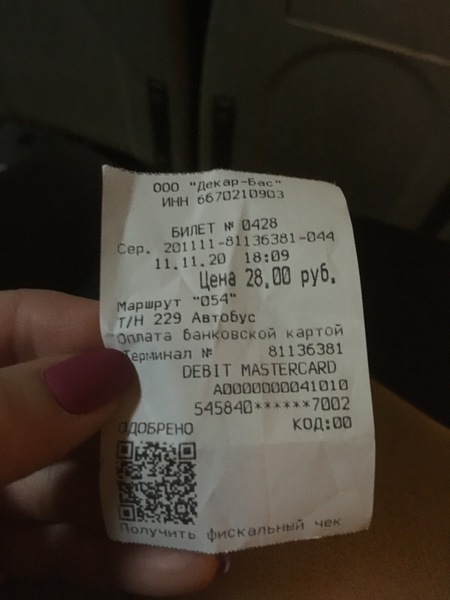 ООО "Декар-Бас"
ИНН 6670210903
БИЛЕТ № 0428
Сер. 201111-81136381-044
11.11.20 18:09
Цена 28.00 руб.
Маршрут "054"
Т/Н 229 Автобус
Оплата банковской картой
Терминал № 81136381
DEBIT MASTERCARD
A0000000041010
545840******7002
ОДОБРЕНО КОД:00
Получить фискальный чек